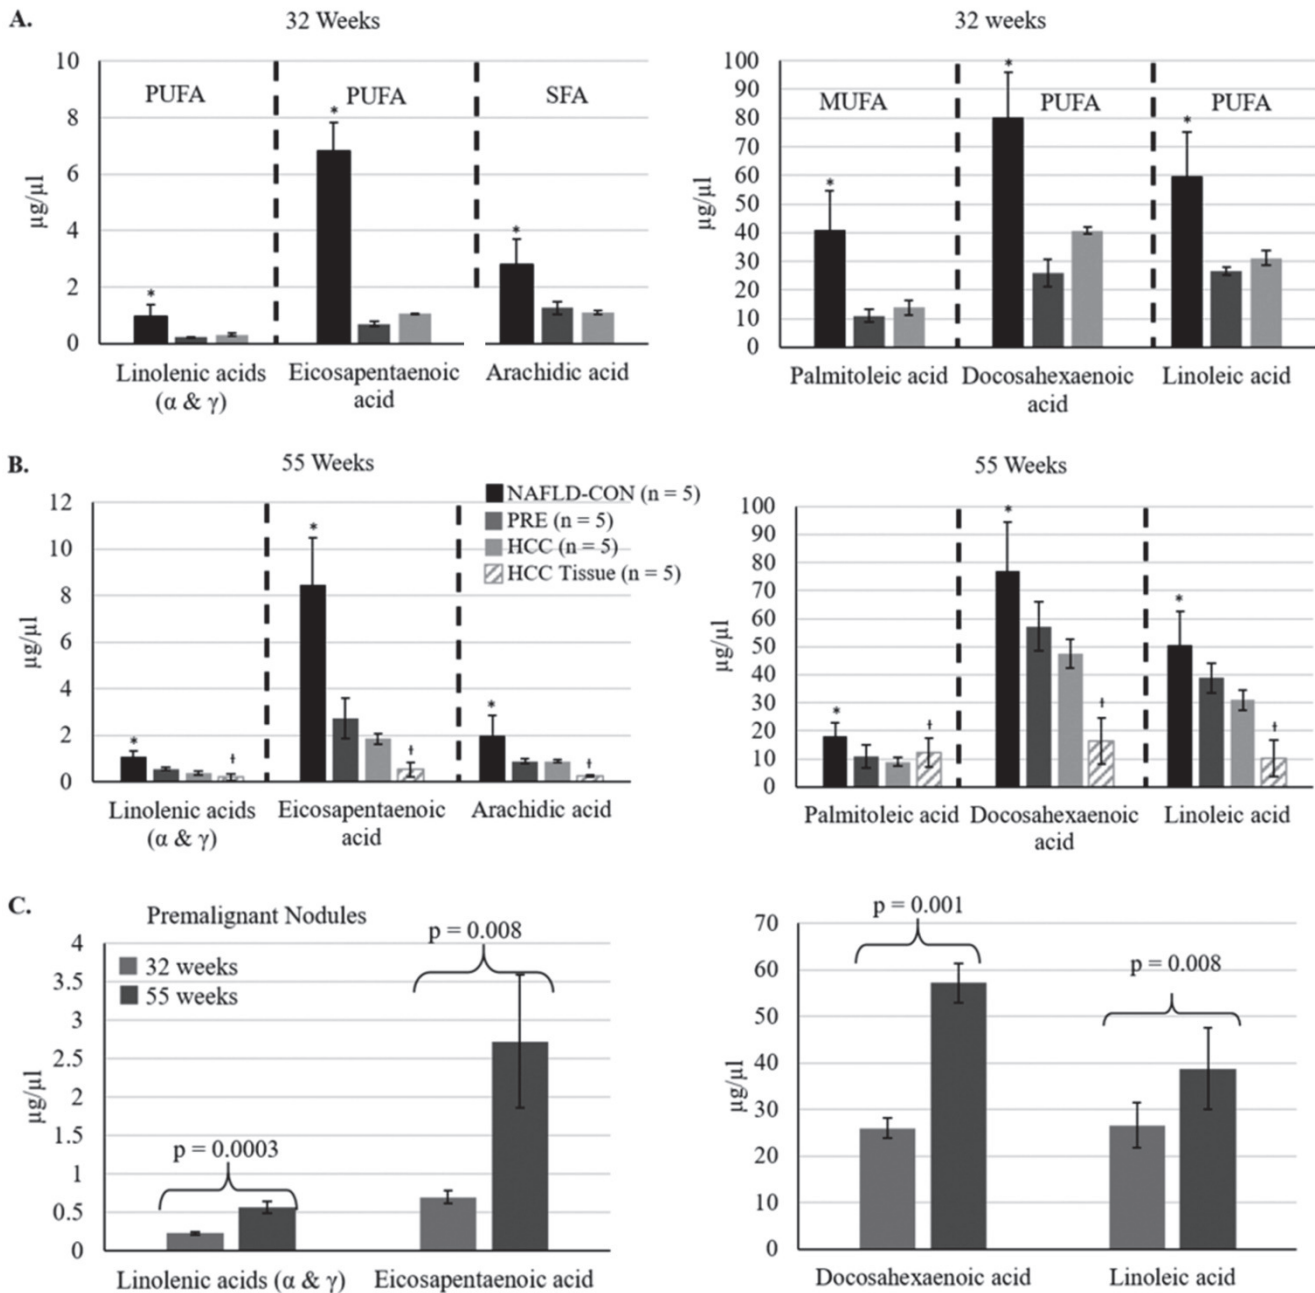 A.
32 Weeks
10
8
6
4
2
0
µg/µl
PUFA
PUFA
SFA
*
*
*
Linolenic acids
(α & γ)
Eicosapentaenoic
acid
Arachidic acid
32 weeks
100
90
80
70
60
50
40
30
20
10
0
µg/µl
MUFA
PUFA
PUFA
*
*
*
Palmitoleic acid
Docosahexaenoic
acid
Linoleic acid
B.
55 Weeks
12
10
8
6
4
2
0
µg/µl
NAFLD-CON (n = 5)
PRE (n = 5)
HCC (n = 5)
HCC Tissue (n = 5)
*
ƚ
*
ƚ
*
ƚ
Linolenic acids
(α & γ)
Eicosapentaenoic
acid
Arachidic acid
55 Weeks
100
90
80
70
60
50
40
30
20
10
0
µg/µl
*
ƚ
*
ƚ
*
ƚ
Palmitoleic acid
Docosahexaenoic
acid
Linoleic acid
C.
Premalignant Nodules
4
3.5
3
2.5
2
1.5
1
0.5
0
µg/µl
32 weeks
55 weeks
p = 0.0003
p = 0.008
Linolenic acids (α & γ)
Eicosapentaenoic acid
70
60
50
40
30
20
10
0
µg/µl
p = 0.001
p = 0.008
Docosahexaenoic acid
Linoleic acid